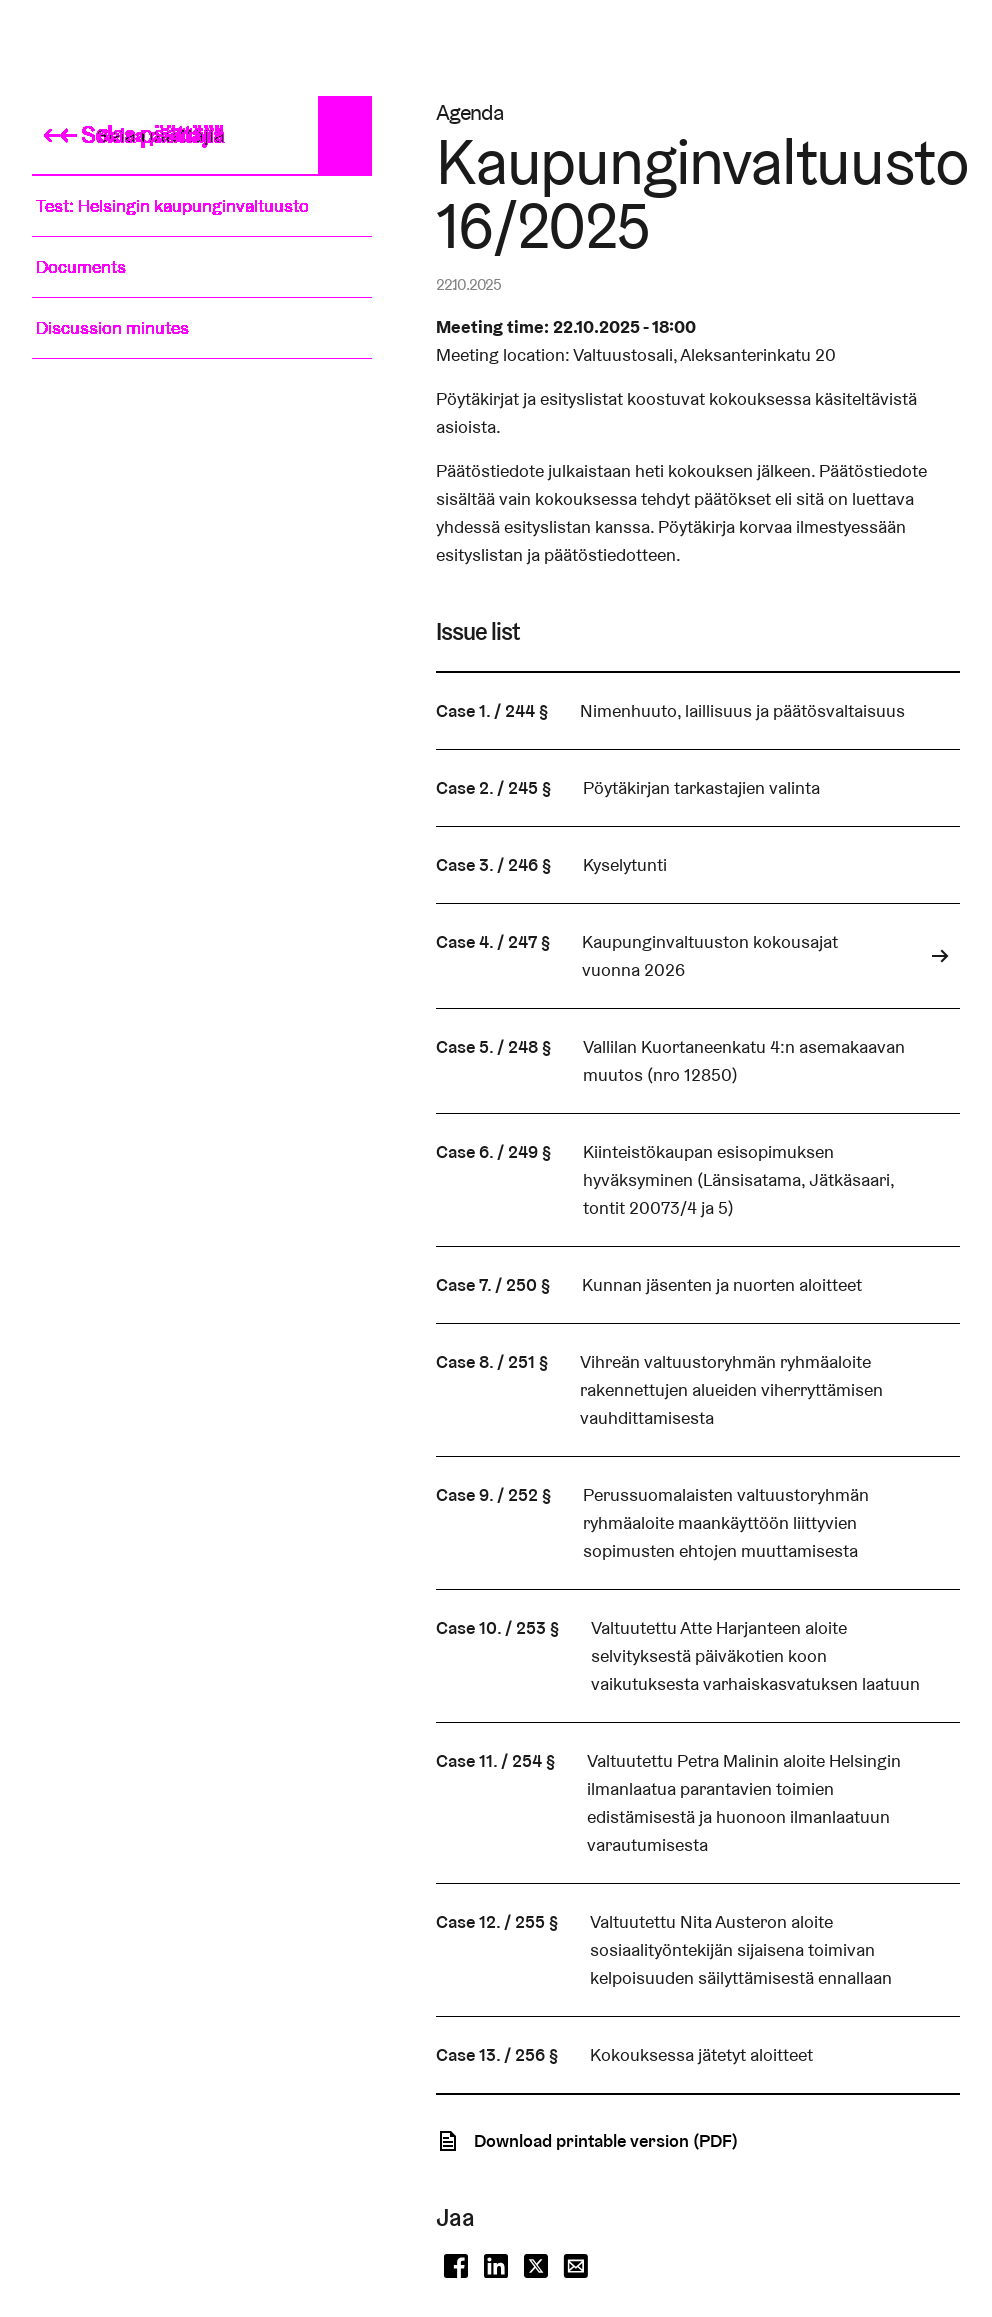 Test: Helsingin kaupunginvaltuusto
Documents
Discussion minutes
Agenda
Kaupunginvaltuusto
16/2025
22.10.2025
Meeting time: 22.10.2025 - 18:00
Meeting location: Valtuustosali, Aleksanterinkatu 20
Pöytäkirjat ja esityslistat koostuvat kokouksessa käsiteltävistä
asioista.
Päätöstiedote julkaistaan heti kokouksen jälkeen. Päätöstiedote
sisältää vain kokouksessa tehdyt päätökset eli sitä on luettava
yhdessä esityslistan kanssa. Pöytäkirja korvaa ilmestyessään
esityslistan ja päätöstiedotteen.
Issue list
Case 1. / 244 § Nimenhuuto, laillisuus ja päätösvaltaisuus
Case 2. / 245 § Pöytäkirjan tarkastajien valinta
Case 3. / 246 § Kyselytunti
Case 4. / 247 § Kaupunginvaltuuston kokousajat
vuonna 2026
Case 5. / 248 § Vallilan Kuortaneenkatu 4:n asemakaavan
muutos (nro 12850)
Case 6. / 249 § Kiinteistökaupan esisopimuksen
hyväksyminen (Länsisatama, Jätkäsaari,
tontit 20073/4 ja 5)
Case 7. / 250 § Kunnan jäsenten ja nuorten aloitteet
Case 8. / 251 § Vihreän valtuustoryhmän ryhmäaloite
rakennettujen alueiden viherryttämisen
vauhdittamisesta
Case 9. / 252 § Perussuomalaisten valtuustoryhmän
ryhmäaloite maankäyttöön liittyvien
sopimusten ehtojen muuttamisesta
Case 10. / 253 § Valtuutettu Atte Harjanteen aloite
selvityksestä päiväkotien koon
vaikutuksesta varhaiskasvatuksen laatuun
Case 11. / 254 § Valtuutettu Petra Malinin aloite Helsingin
ilmanlaatua parantavien toimien
edistämisestä ja huonoon ilmanlaatuun
varautumisesta
Case 12. / 255 § Valtuutettu Nita Austeron aloite
sosiaalityöntekijän sijaisena toimivan
kelpoisuuden säilyttämisestä ennallaan
Case 13. / 256 § Kokouksessa jätetyt aloitteet
Download printable version (PDF)
Jaa